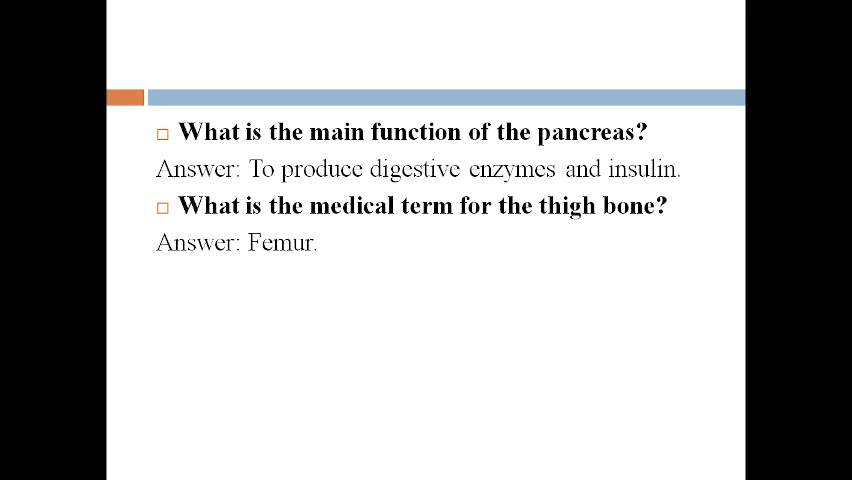 What is the main function of the pancreas?
Answer: To produce digestive enzymes and insulin.
What is the medical term for the thigh bone?
Answer: Femur.